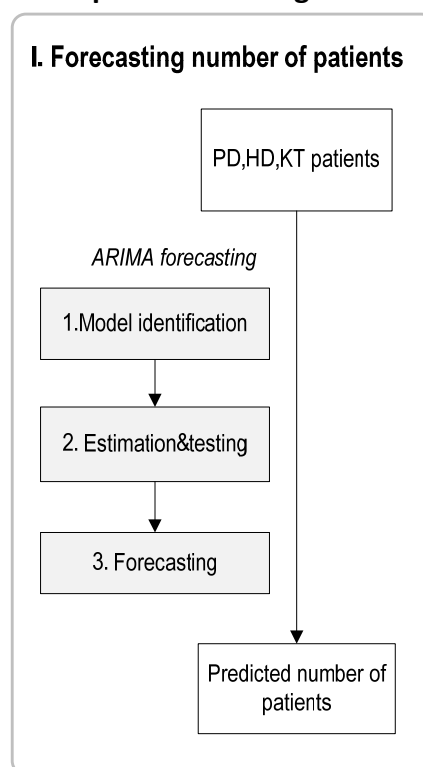 I. Forecasting number of patients
PD,HD,KT patients
ARIMA forecasting
1.Model identification
2. Estimation&testing
3. Forecasting
Predicted number of
patients